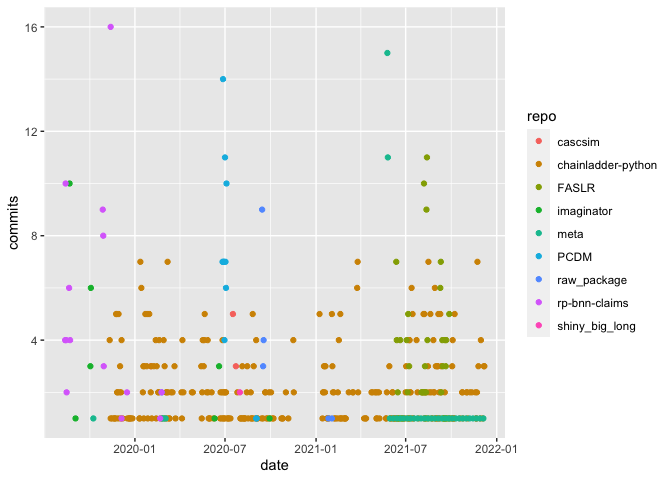 16
12
8
4
commits
2020-01
2020-07
2021-01
2021-07
2022-01
date
repo
cascsim
chainladder-python
FASLR
imaginator
meta
PCDM
raw_package
rp-bnn-claims
shiny_big_long